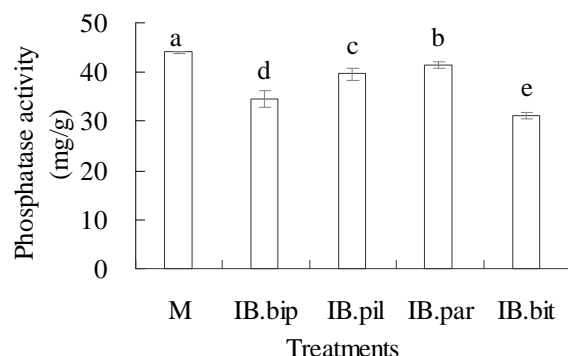 50
40
30
20
10
0
Phosphatase activity
(mg/g)
a
d
c
b
e
M IB.bip IB.pil IB.par IB.bit
Treatments